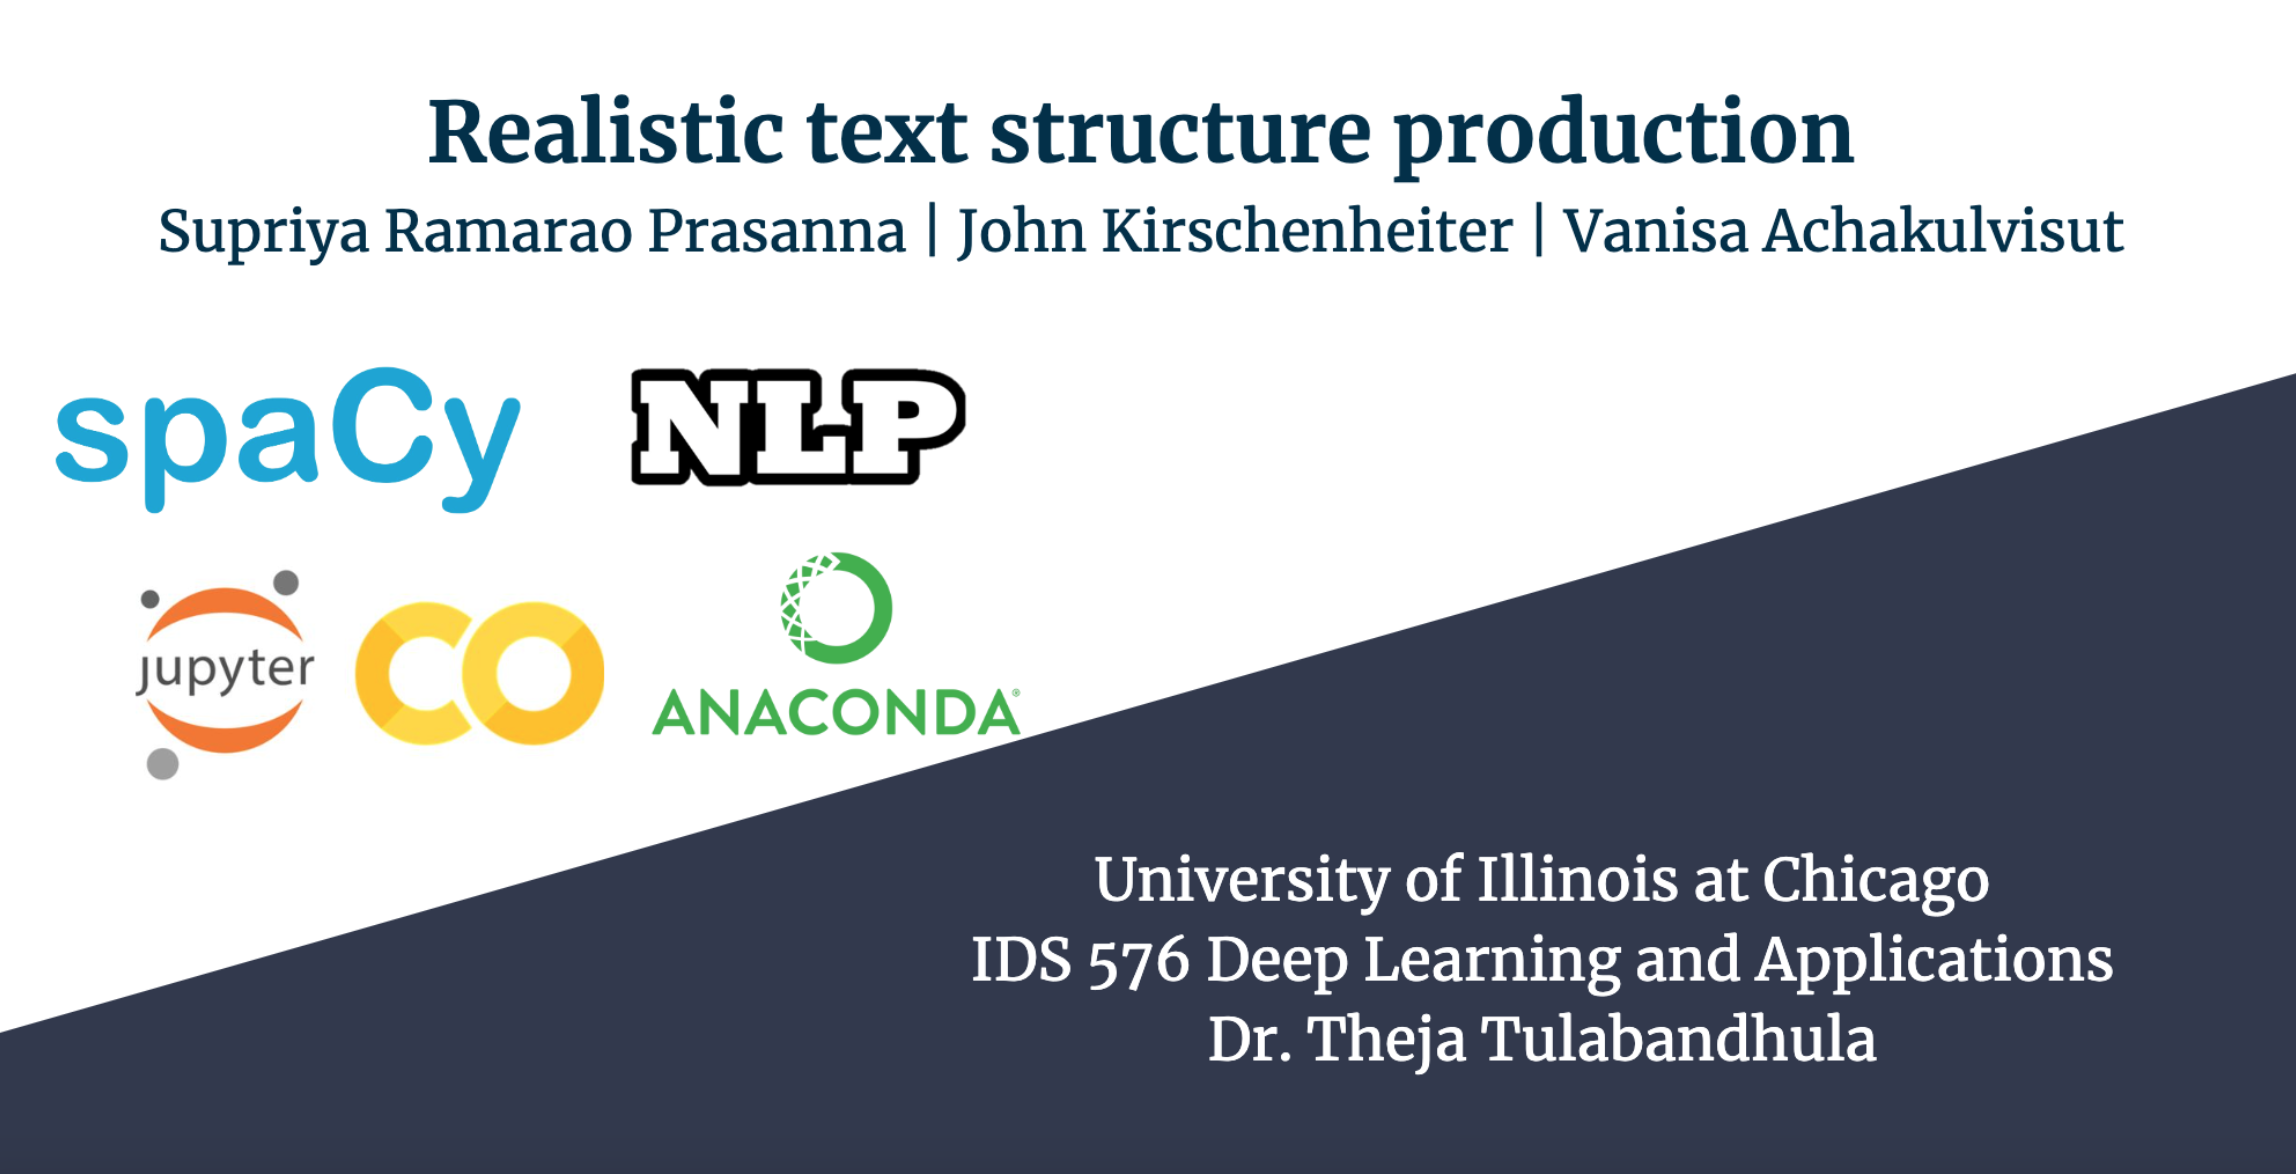 Realistic text structure production
Supriya Ramarao Prasanna | John Kirschenheiter | Vanisa Achakulvisut
spaCy
NLP
jupyter
CO
ANACONDA®
University of Illinois at Chicago
IDS 576 Deep Learning and Applications
Dr. Theja Tulabandhula